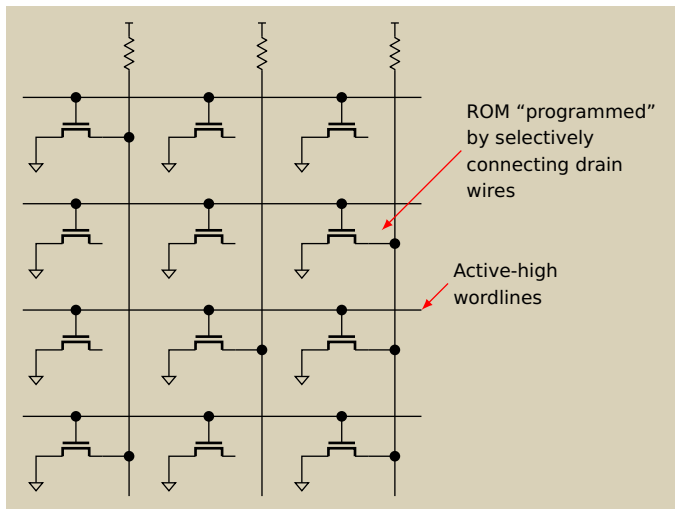 ROM “programmed”
by selectively
connecting drain
wires
Active-high
wordlines